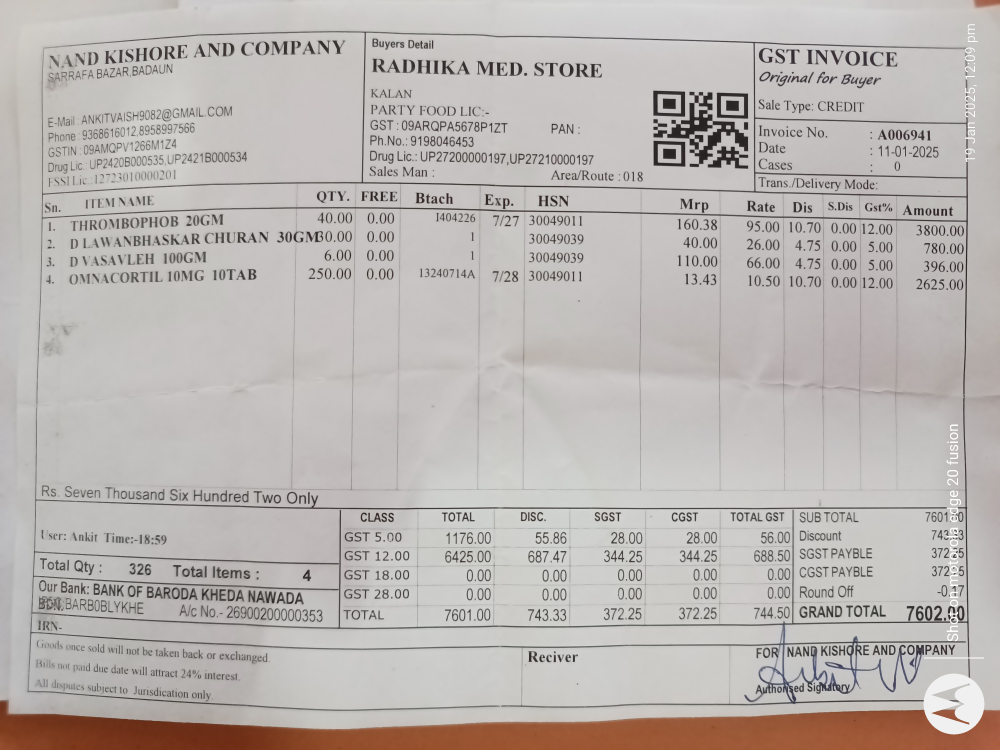 NAND KISHORE AND COMPANY
SARRAFA BAZAR,BADAUN
E-Mail : ANKITVAISH9082@GMAIL.COM
Phone : 9368616012,8958997566
GSTIN : 09AMQPV1266M1Z4
Drug Lic : UP2420B000535,UP2421B000534
FSSI Lic : 12723010000201
Buyers Detail
RADHIKA MED. STORE
KALAN
PARTY FOOD LIC:-
GST : 09ARQPA5678P1ZT PAN :
Ph.No.: 9198046453
Drug Lic.: UP27200000197,UP27210000197
Sales Man : Area/Route : 018
GST INVOICE
Original for Buyer
Sale Type: CREDIT
Invoice No. : A006941
Date : 11-01-2025
Cases : 0
Trans./Delivery Mode:
Sn. ITEM NAME QTY. FREE Btach Exp. HSN Mrp Rate Dis S.Dis Gst% Amount
1. THROMBOPHOB 20GM 40.00 0.00 I404226 7/27 30049011 160.38 95.00 10.70 0.00 12.00 3800.00
2. D LAWANBHASKAR CHURAN 30GM 30.00 0.00 1 30049039 40.00 26.00 4.75 0.00 5.00 780.00
3. D VASAVLEH 100GM 6.00 0.00 1 30049039 110.00 66.00 4.75 0.00 5.00 396.00
4. OMNACORTIL 10MG 10TAB 250.00 0.00 13240714A 7/28 30049011 13.43 10.50 10.70 0.00 12.00 2625.00
Rs. Seven Thousand Six Hundred Two Only
User: Ankit Time:-18:59
Total Qty : 326 Total Items : 4
Our Bank: BANK OF BARODA KHEDA NAWADA
BDN,BARB0BLYKHE A/c No.- 26900200000353
IRN-
CLASS TOTAL DISC. SGST CGST TOTAL GST
GST 5.00 1176.00 55.86 28.00 28.00 56.00
GST 12.00 6425.00 687.47 344.25 344.25 688.50
GST 18.00 0.00 0.00 0.00 0.00 0.00
GST 28.00 0.00 0.00 0.00 0.00 0.00
TOTAL 7601.00 743.33 372.25 372.25 744.50
SUB TOTAL 7601.00
Discount 743.33
SGST PAYBLE 372.25
CGST PAYBLE 372.25
Round Off
GRAND TOTAL 7602.00
Goods once sold will not be taken back or exchanged.
Bills not paid due date will attract 24% interest.
All disputes subject to Jurisdication only.
Reciver
FOR NAND KISHORE AND COMPANY
Authorised Signatory
19 Jan 2025, 12:09 pm
Shot on motorola edge 20 fusion